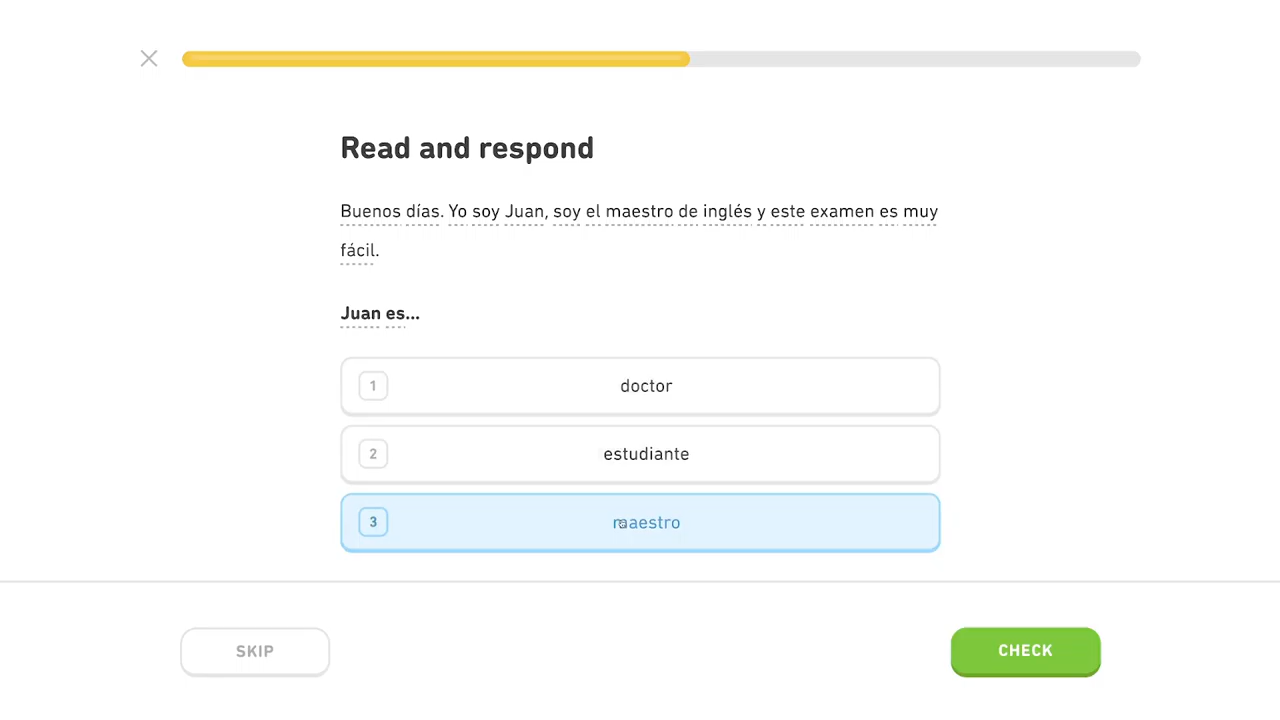 Read and respond
Buenos días. Yo soy Juan, soy el maestro de inglés y este examen es muy
fácil.
Juan es...
1 doctor
2 estudiante
3 maestro
SKIP
CHECK